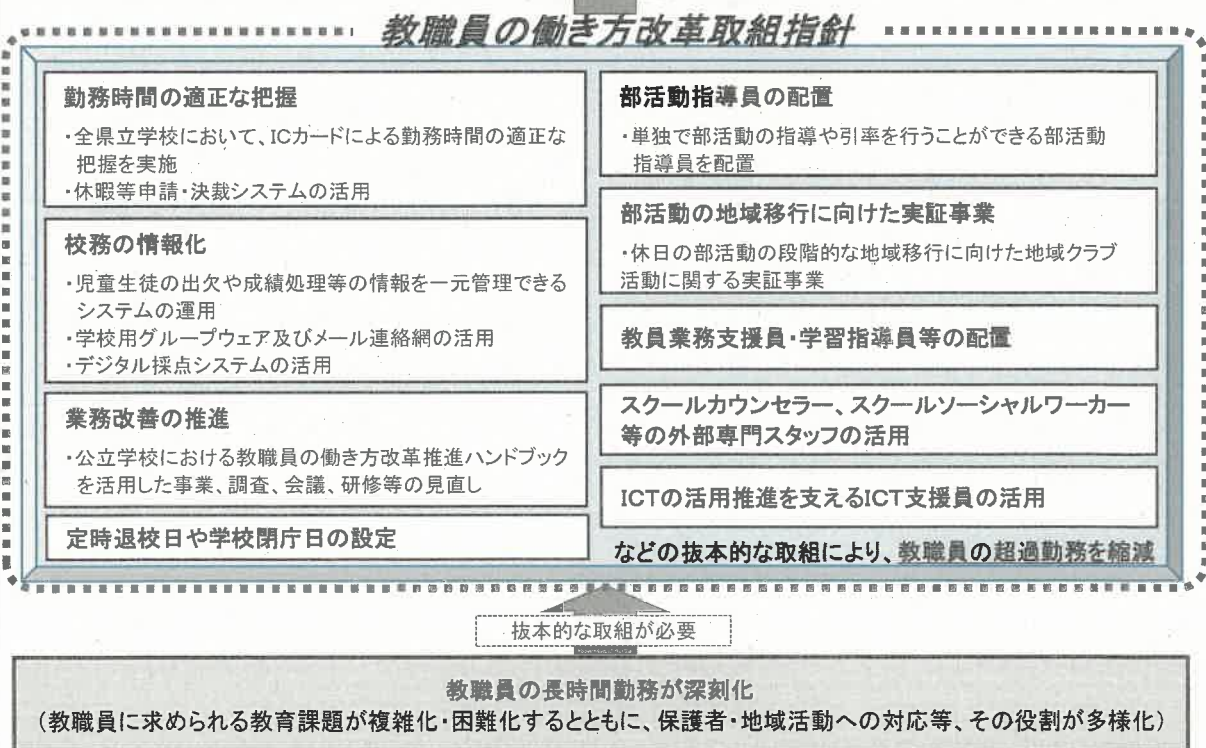 教職員の働き方改革取組指針
勤務時間の適正な把握
・全県立学校において、ICカードによる勤務時間の適正な
把握を実施
・休暇等申請・決裁システムの活用
校務の情報化
・児童生徒の出欠や成績処理等の情報を一元管理できる
システムの運用
・学校用グループウェア及びメール連絡網の活用
・デジタル採点システムの活用
業務改善の推進
・公立学校における教職員の働き方改革推進ハンドブック
を活用した事業、調査、会議、研修等の見直し
定時退校日や学校閉庁日の設定
部活動指導員の配置
・単独で部活動の指導や引率を行うことができる部活動
指導員を配置
部活動の地域移行に向けた実証事業
・休日の部活動の段階的な地域移行に向けた地域クラブ
活動に関する実証事業
教員業務支援員・学習指導員等の配置
スクールカウンセラー、スクールソーシャルワーカー
等の外部専門スタッフの活用
ICTの活用推進を支えるICT支援員の活用
などの抜本的な取組により、教職員の超過勤務を縮減
抜本的な取組が必要
教職員の長時間勤務が深刻化
（教職員に求められる教育課題が複雑化・困難化するとともに、保護者・地域活動への対応等、その役割が多様化）